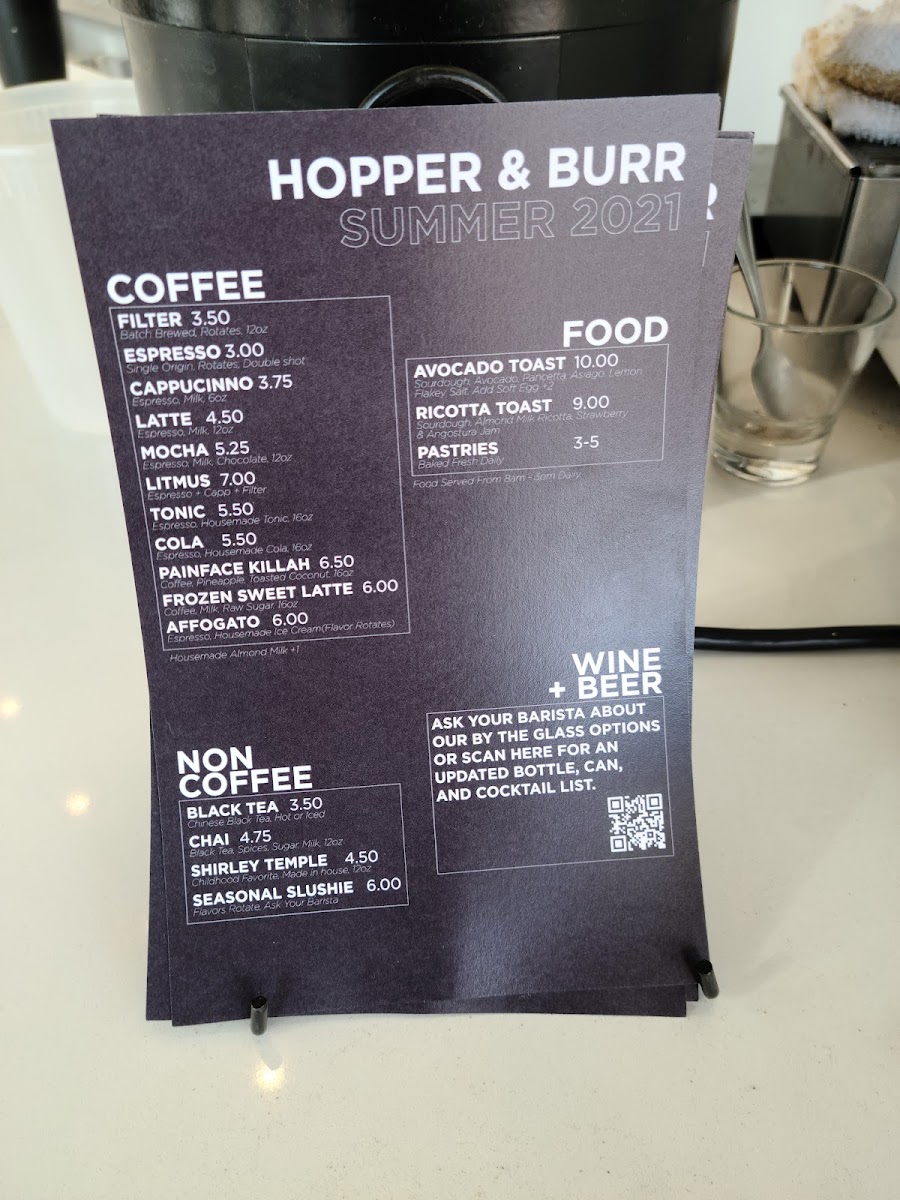 HOPPER & BURR
SUMMER 2021
COFFEE
FILTER 3.50
Batch Brewed, Rotates, 12oz
ESPRESSO 3.00
Single Origin, Rotates, Double shot
CAPPUCINNO 3.75
Espresso, Milk, 6oz
LATTE 4.50
Espresso, Milk, 12oz
MOCHA 5.25
Espresso, Milk, Chocolate, 12oz
LITMUS 7.00
Espresso + Capp + Filter
TONIC 5.50
Espresso, Housemade Tonic, 16oz
COLA 5.50
Espresso, Housemade Cola, 16oz
PAINFACE KILLAH 6.50
Coffee, Pineapple, Toasted Coconut, 16oz
FROZEN SWEET LATTE 6.00
Coffee, Milk, Raw Sugar, 16oz
AFFOGATO 6.00
Espresso, Housemade Ice Cream(Flavor Rotates)
Housemade Almond Milk +1
NON
COFFEE
BLACK TEA 3.50
Chinese Black Tea, Hot or Iced
CHAI 4.75
Black Tea, Spices, Sugar, Milk, 12oz
SHIRLEY TEMPLE 4.50
Childhood Favorite, Made in house, 12oz
SEASONAL SLUSHIE 6.00
Flavors Rotate, Ask Your Barista
FOOD
AVOCADO TOAST 10.00
Sourdough, Avocado, Pancetta, Asiago, Lemon,
Flakey Salt, Add Soft Egg +2
RICOTTA TOAST 9.00
Sourdough, Almond Milk Ricotta, Strawberry
& Angostura Jam
PASTRIES 3-5
Baked Fresh Daily
Food Served From 8am - 3pm Daily
WINE
+ BEER
ASK YOUR BARISTA ABOUT
OUR BY THE GLASS OPTIONS
OR SCAN HERE FOR AN
UPDATED BOTTLE, CAN,
AND COCKTAIL LIST.
R